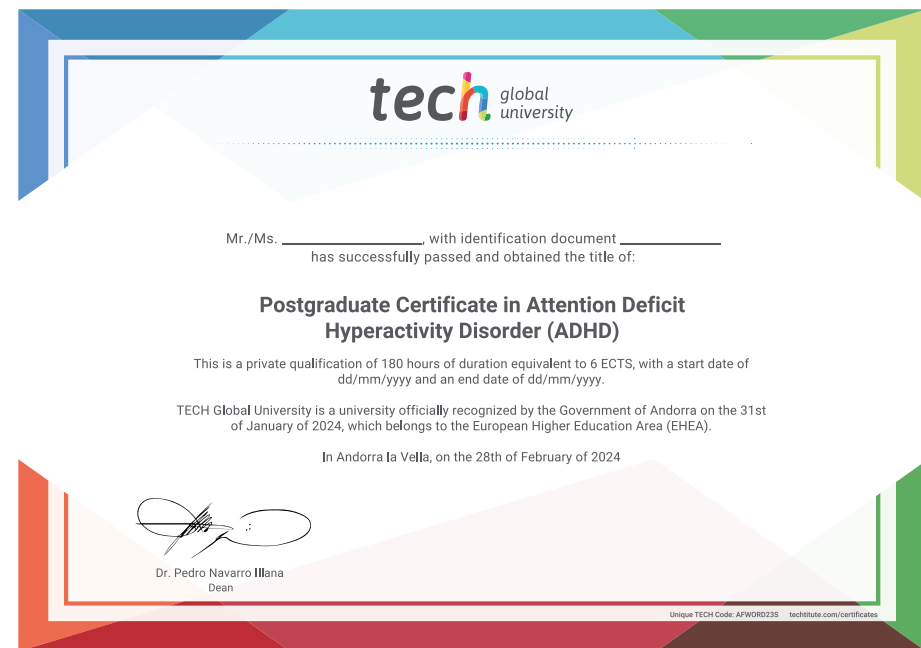 tech global
university
Mr./Ms. ____________________, with identification document ______________
has successfully passed and obtained the title of:
Postgraduate Certificate in Attention Deficit
Hyperactivity Disorder (ADHD)
This is a private qualification of 180 hours of duration equivalent to 6 ECTS, with a start date of
dd/mm/yyyy and an end date of dd/mm/yyyy.
TECH Global University is a university officially recognized by the Government of Andorra on the 31st
of January of 2024, which belongs to the European Higher Education Area (EHEA).
In Andorra la Vella, on the 28th of February of 2024
Dr. Pedro Navarro Illana
Dean
Unique TECH Code: AFWORD23S techtitute.com/certificates